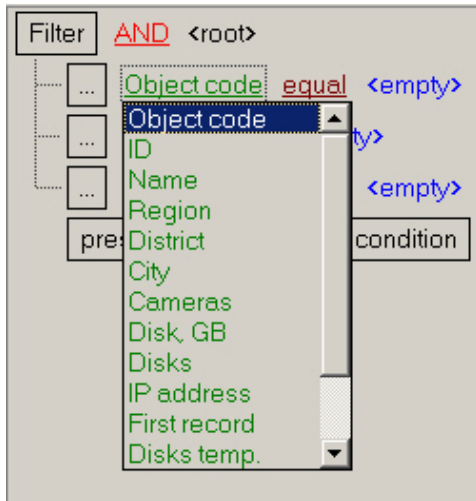 Filter AND <root>
... Object code equal <empty>
Object code
... ty>
ID
Name
... <empty>
Region
District
condition
City
Cameras
Disk, GB
Disks
IP address
First record
Disks temp.